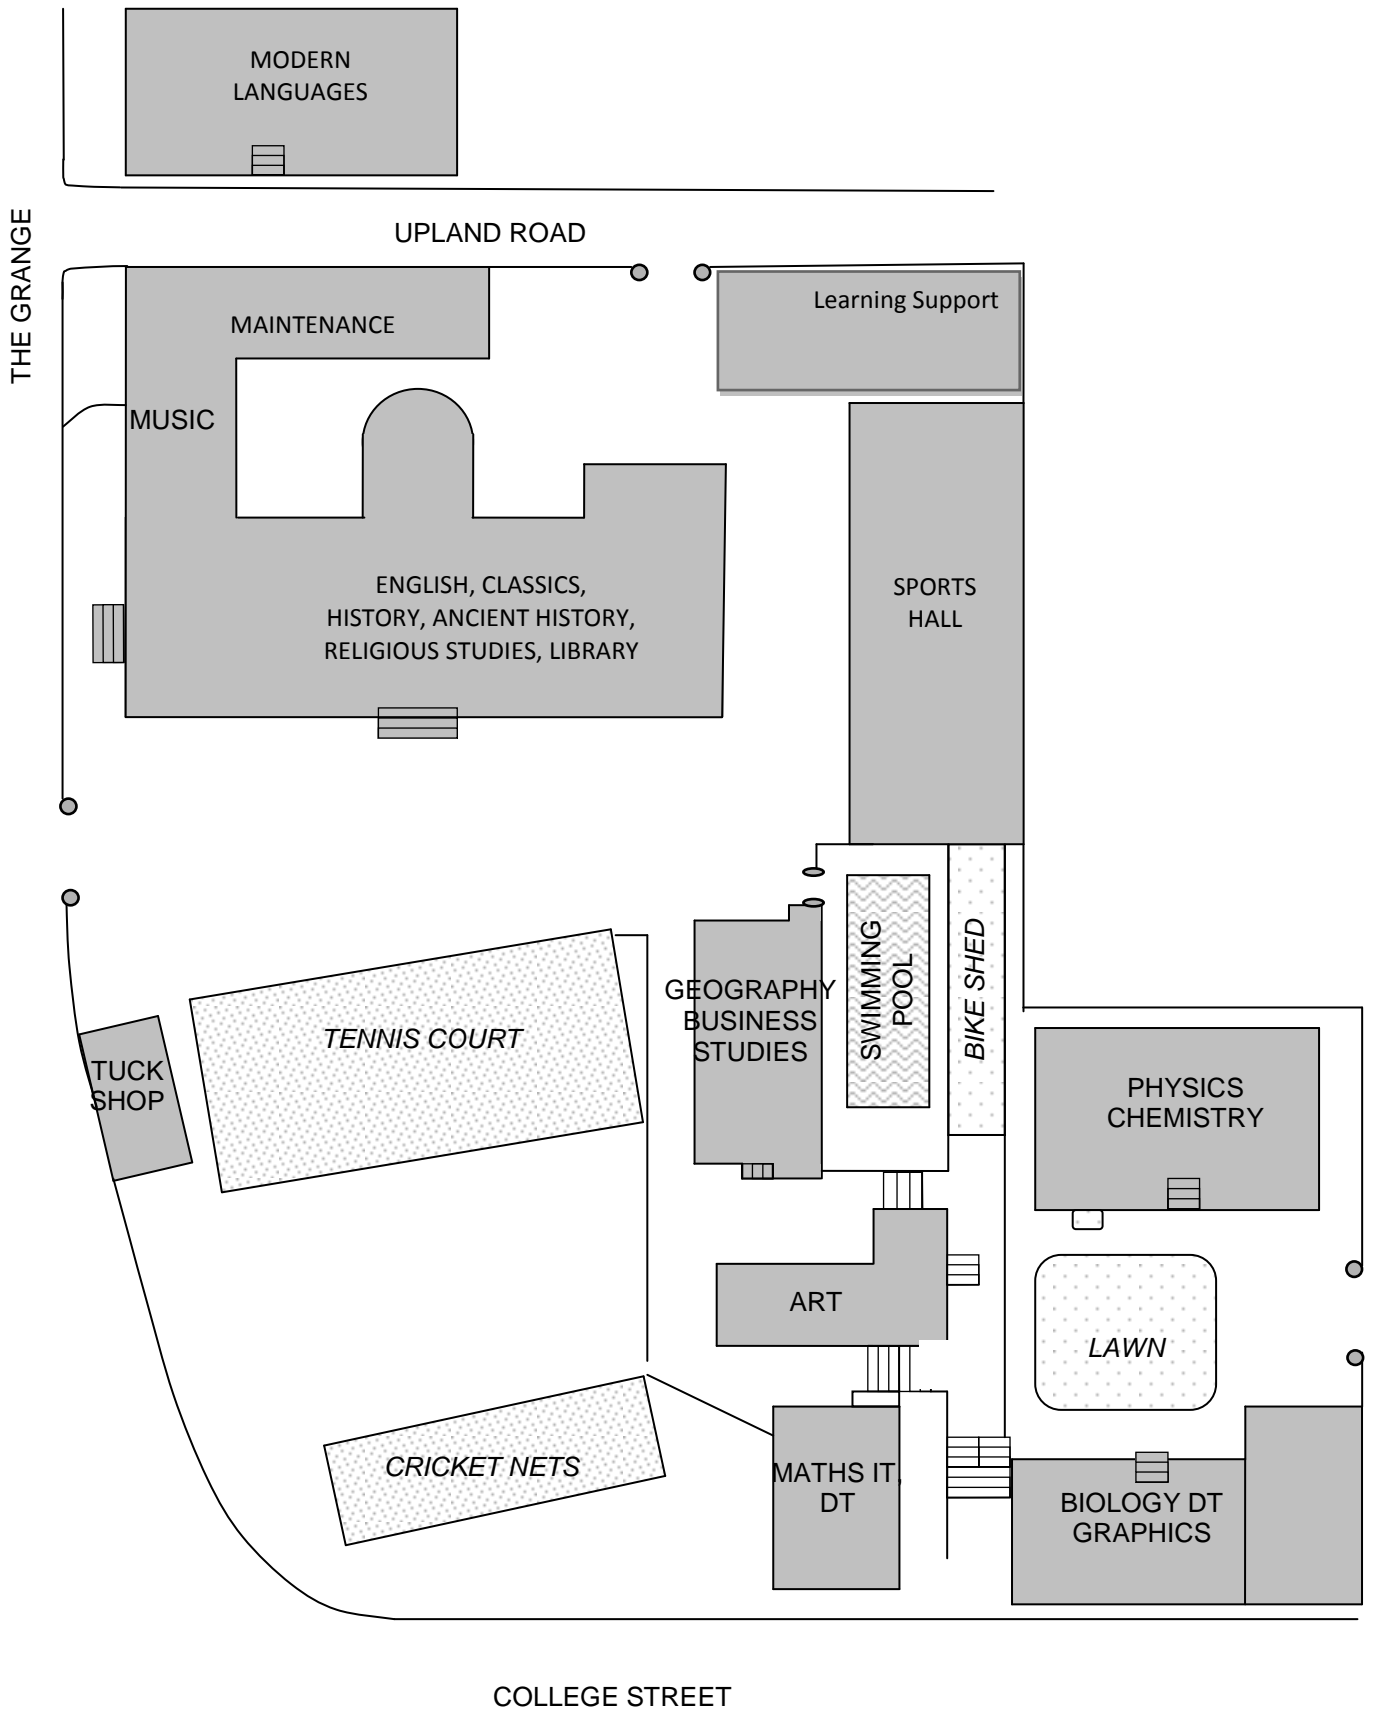 MODERN
LANGUAGES
THE GRANGE
UPLAND ROAD
Learning Support
MAINTENANCE
MUSIC
ENGLISH, CLASSICS,
HISTORY, ANCIENT HISTORY,
RELIGIOUS STUDIES, LIBRARY
SPORTS
HALL
TENNIS COURT
TUCK
SHOP
GEOGRAPHY
BUSINESS
STUDIES
SWIMMING
POOL
BIKE SHED
PHYSICS
CHEMISTRY
ART
LAWN
CRICKET NETS
MATHS IT,
DT
BIOLOGY DT
GRAPHICS
COLLEGE STREET